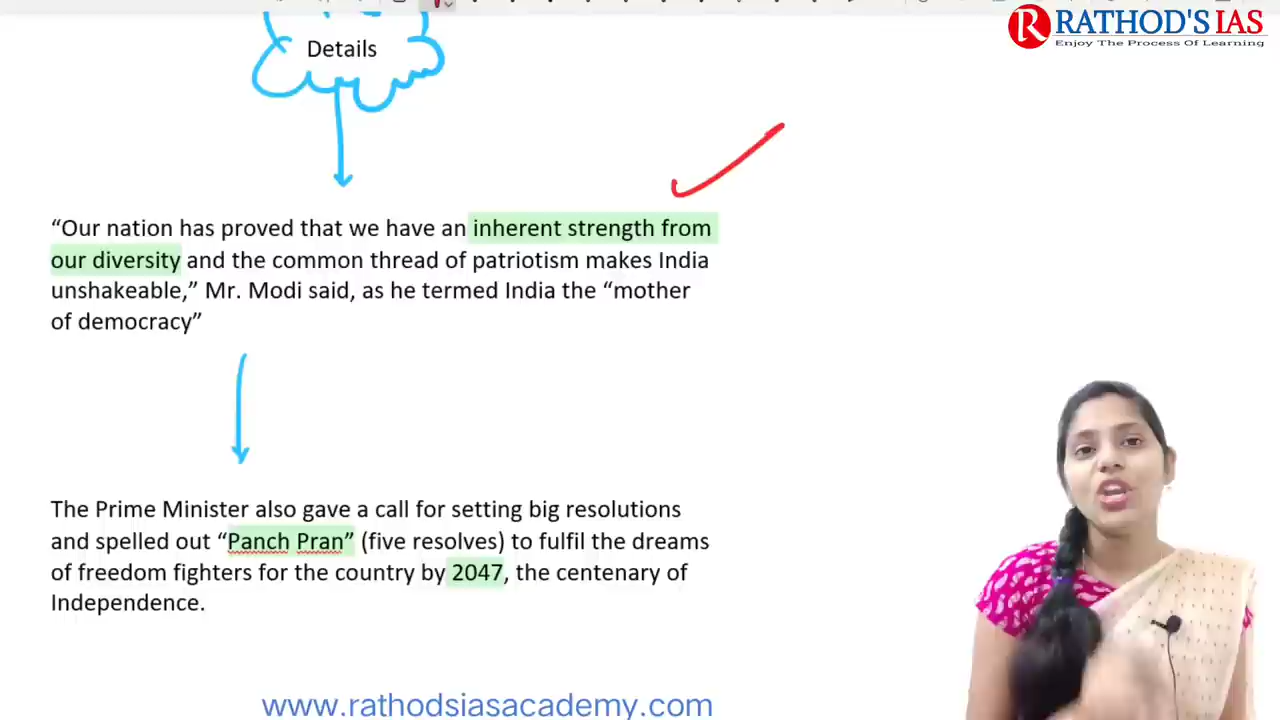 RATHOD'S IAS
Enjoy The Process Of Learning
Details
“Our nation has proved that we have an inherent strength from
our diversity and the common thread of patriotism makes India
unshakeable,” Mr. Modi said, as he termed India the “mother
of democracy”
The Prime Minister also gave a call for setting big resolutions
and spelled out “Panch Pran” (five resolves) to fulfil the dreams
of freedom fighters for the country by 2047, the centenary of
Independence.
www.rathodsiasacademy.com